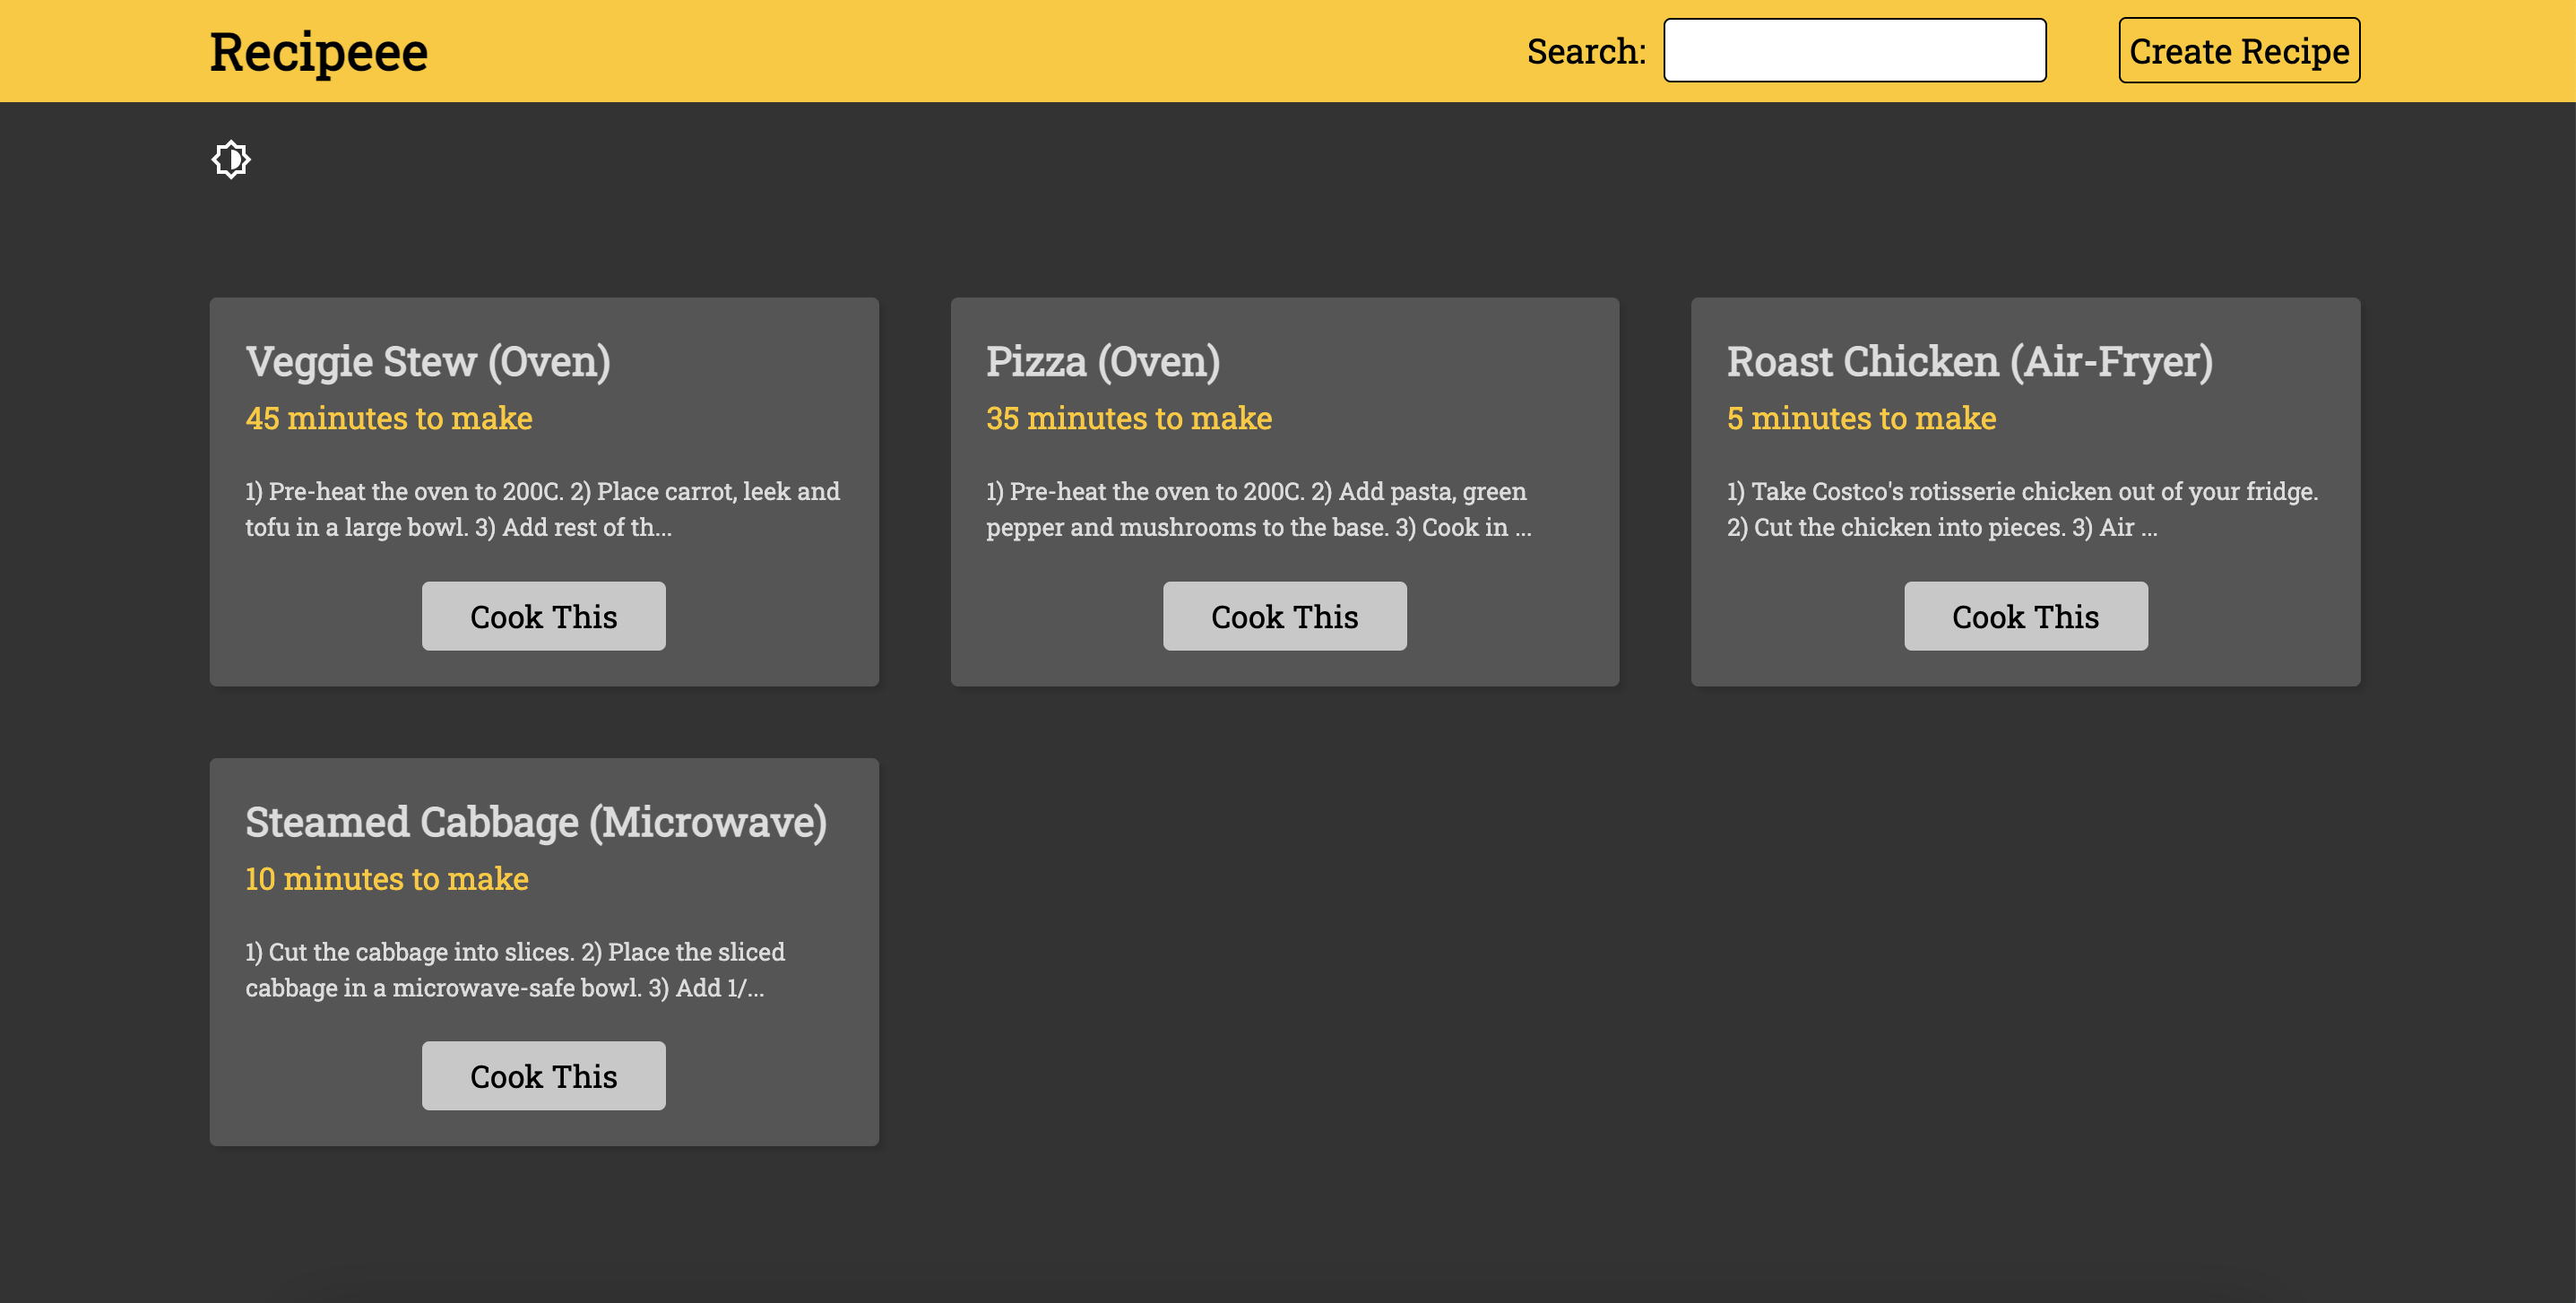 Recipeee
Search:
Create Recipe
Veggie Stew (Oven)
45 minutes to make
1) Pre-heat the oven to 200C. 2) Place carrot, leek and
tofu in a large bowl. 3) Add rest of th...
Cook This
Pizza (Oven)
35 minutes to make
1) Pre-heat the oven to 200C. 2) Add pasta, green
pepper and mushrooms to the base. 3) Cook in ...
Cook This
Roast Chicken (Air-Fryer)
5 minutes to make
1) Take Costco's rotisserie chicken out of your fridge.
2) Cut the chicken into pieces. 3) Air ...
Cook This
Steamed Cabbage (Microwave)
10 minutes to make
1) Cut the cabbage into slices. 2) Place the sliced
cabbage in a microwave-safe bowl. 3) Add 1/...
Cook This